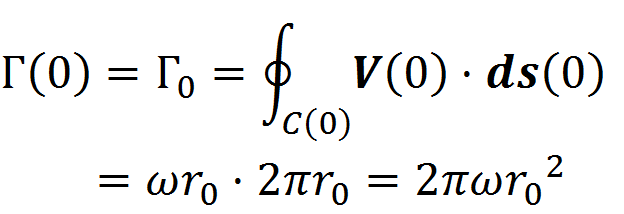 Γ(0) = Γ₀ = ∮_{C(0)} V(0) · ds(0)
= ωr₀ · 2πr₀ = 2πωr₀²